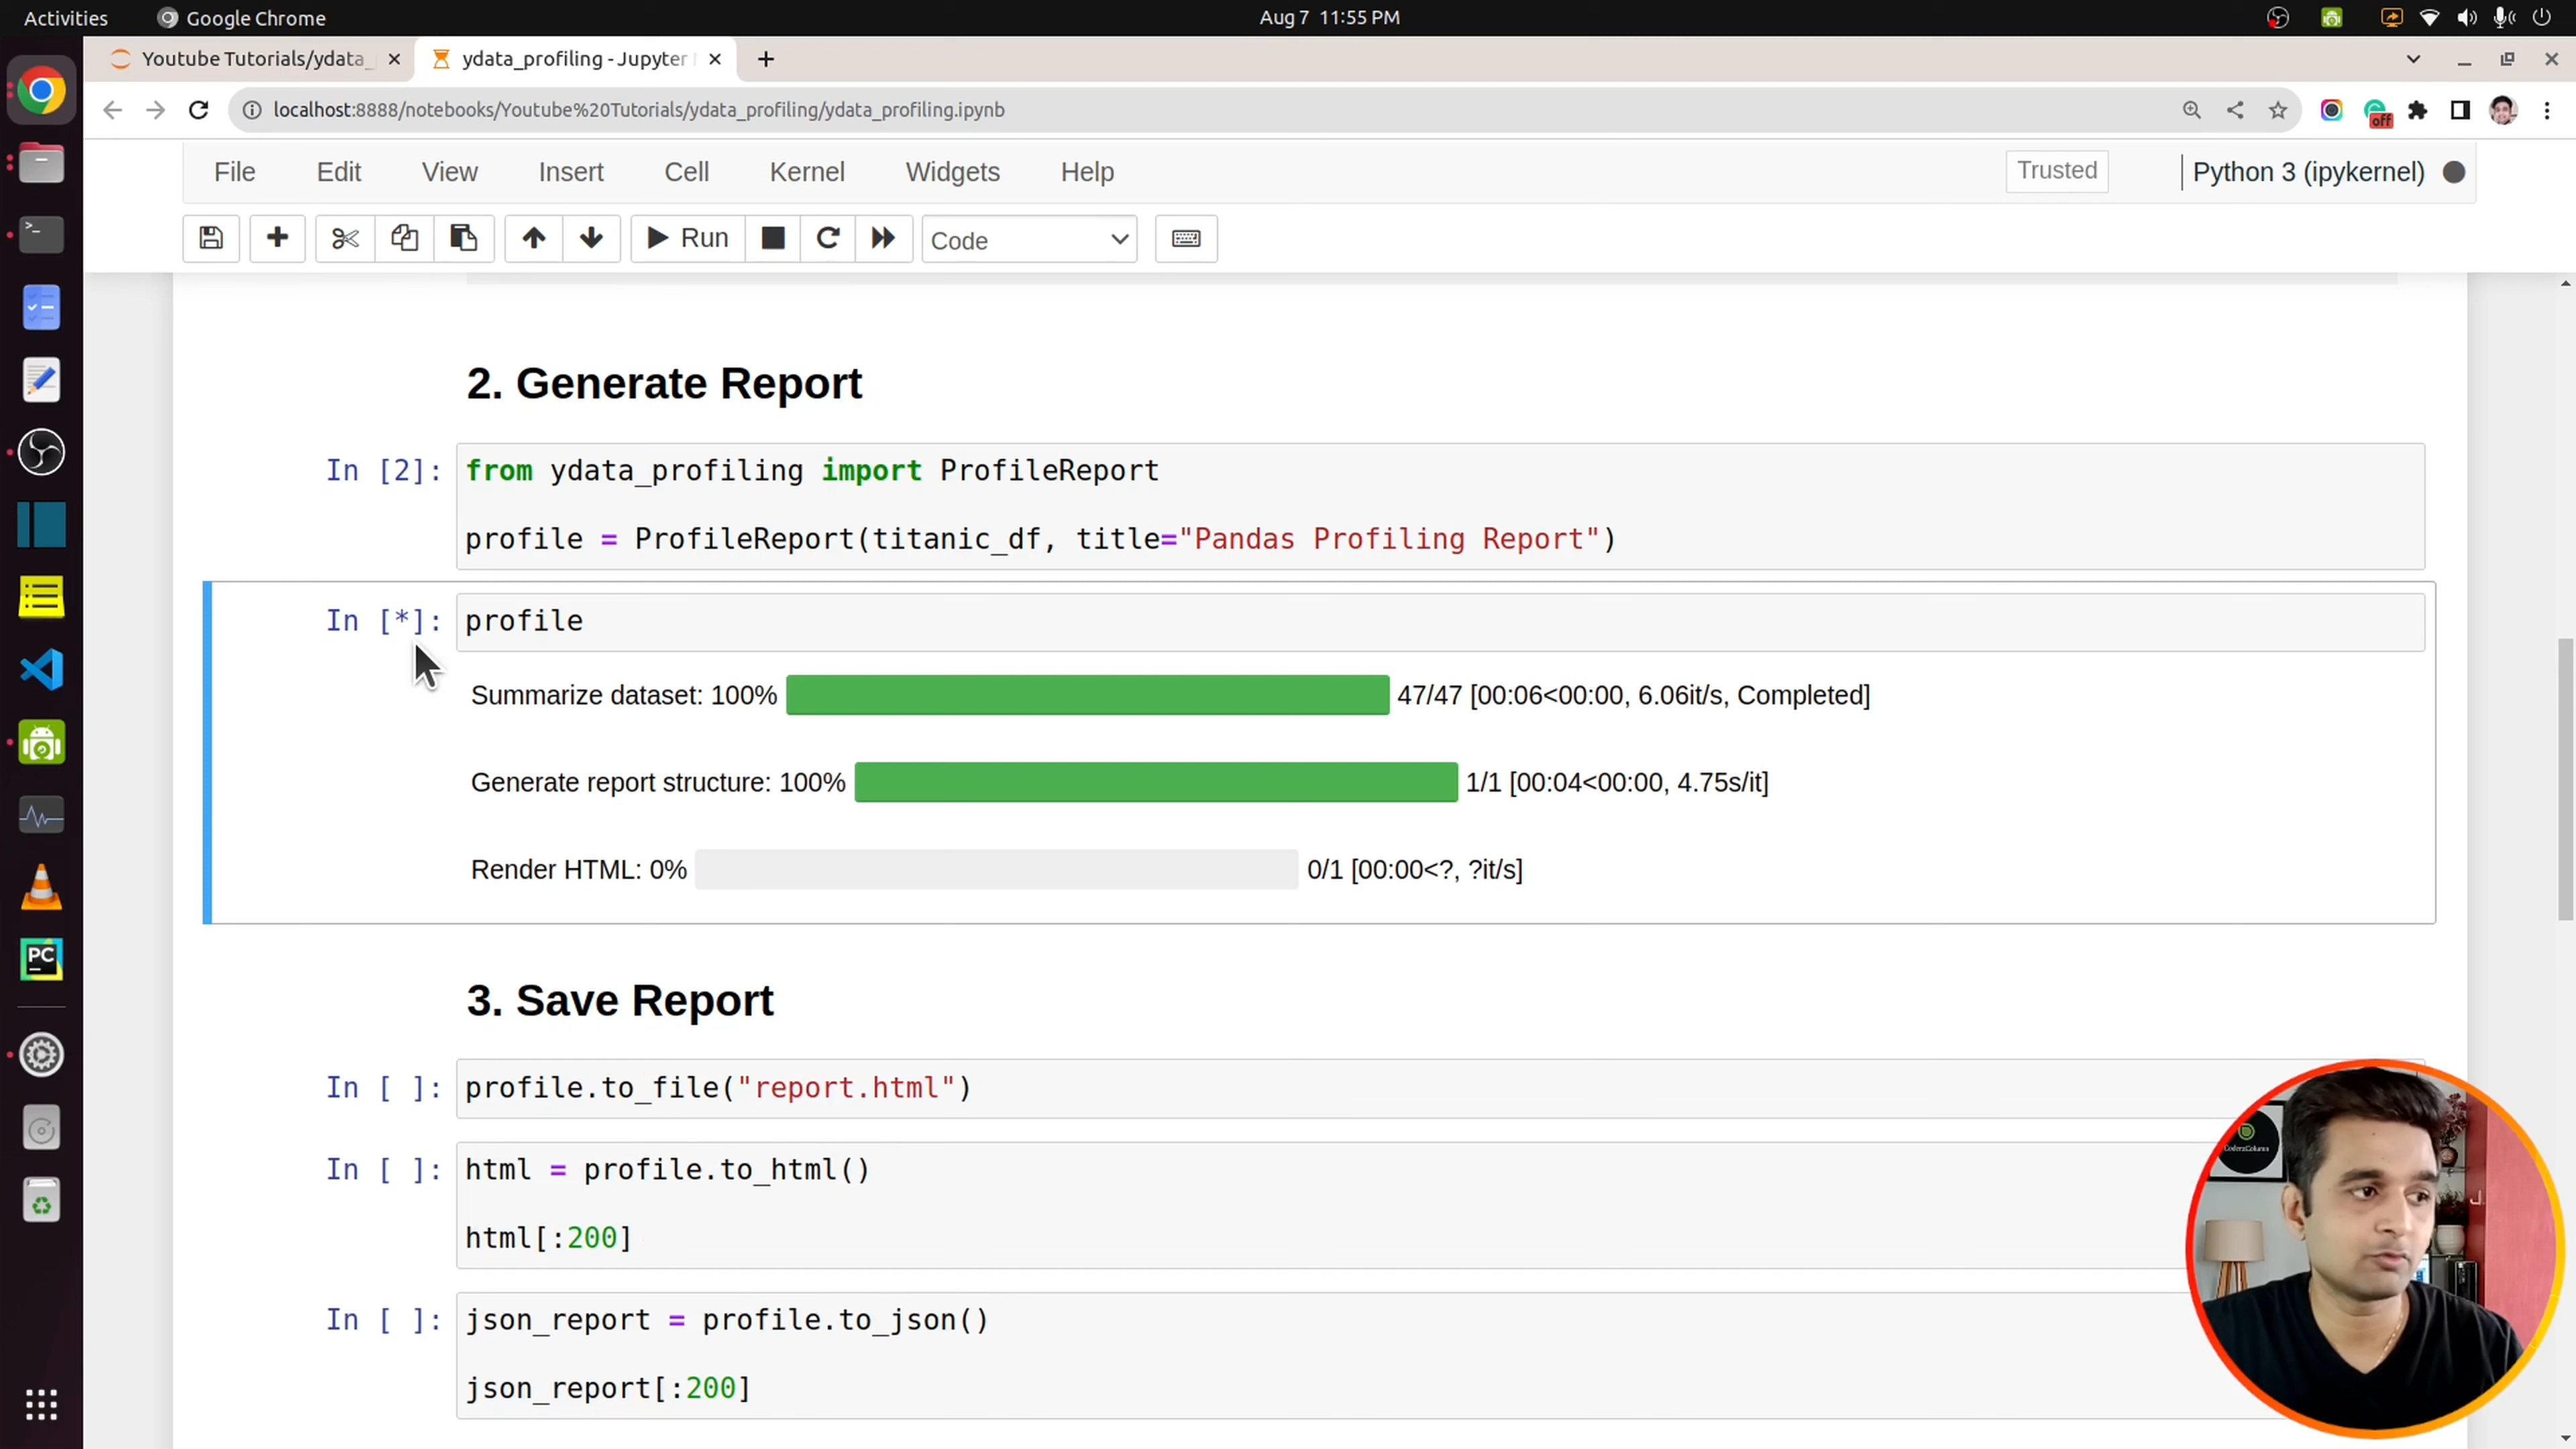 Activities
Google Chrome
Aug 7 11:55 PM
Youtube Tutorials/ydata_
ydata_profiling - Jupyter
localhost:8888/notebooks/Youtube%20Tutorials/ydata_profiling/ydata_profiling.ipynb
off
File Edit View Insert Cell Kernel Widgets Help
Trusted
Python 3 (ipykernel)
Run
Code
2. Generate Report
In [2]: from ydata_profiling import ProfileReport
profile = ProfileReport(titanic_df, title="Pandas Profiling Report")
In [*]: profile
Summarize dataset: 100% 47/47 [00:06<00:00, 6.06it/s, Completed]
Generate report structure: 100% 1/1 [00:04<00:00, 4.75s/it]
Render HTML: 0% 0/1 [00:00<?, ?it/s]
3. Save Report
In [ ]: profile.to_file("report.html")
In [ ]: html = profile.to_html()
html[:200]
In [ ]: json_report = profile.to_json()
json_report[:200]
PC
CoderzColumn